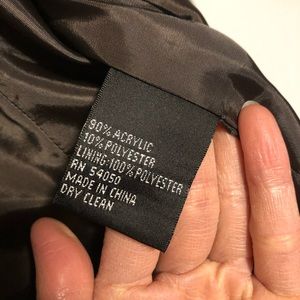 90% ACRYLIC
10% POLYESTER
LINING:100% POLYESTER
RN 54050
MADE IN CHINA
DRY CLEAN